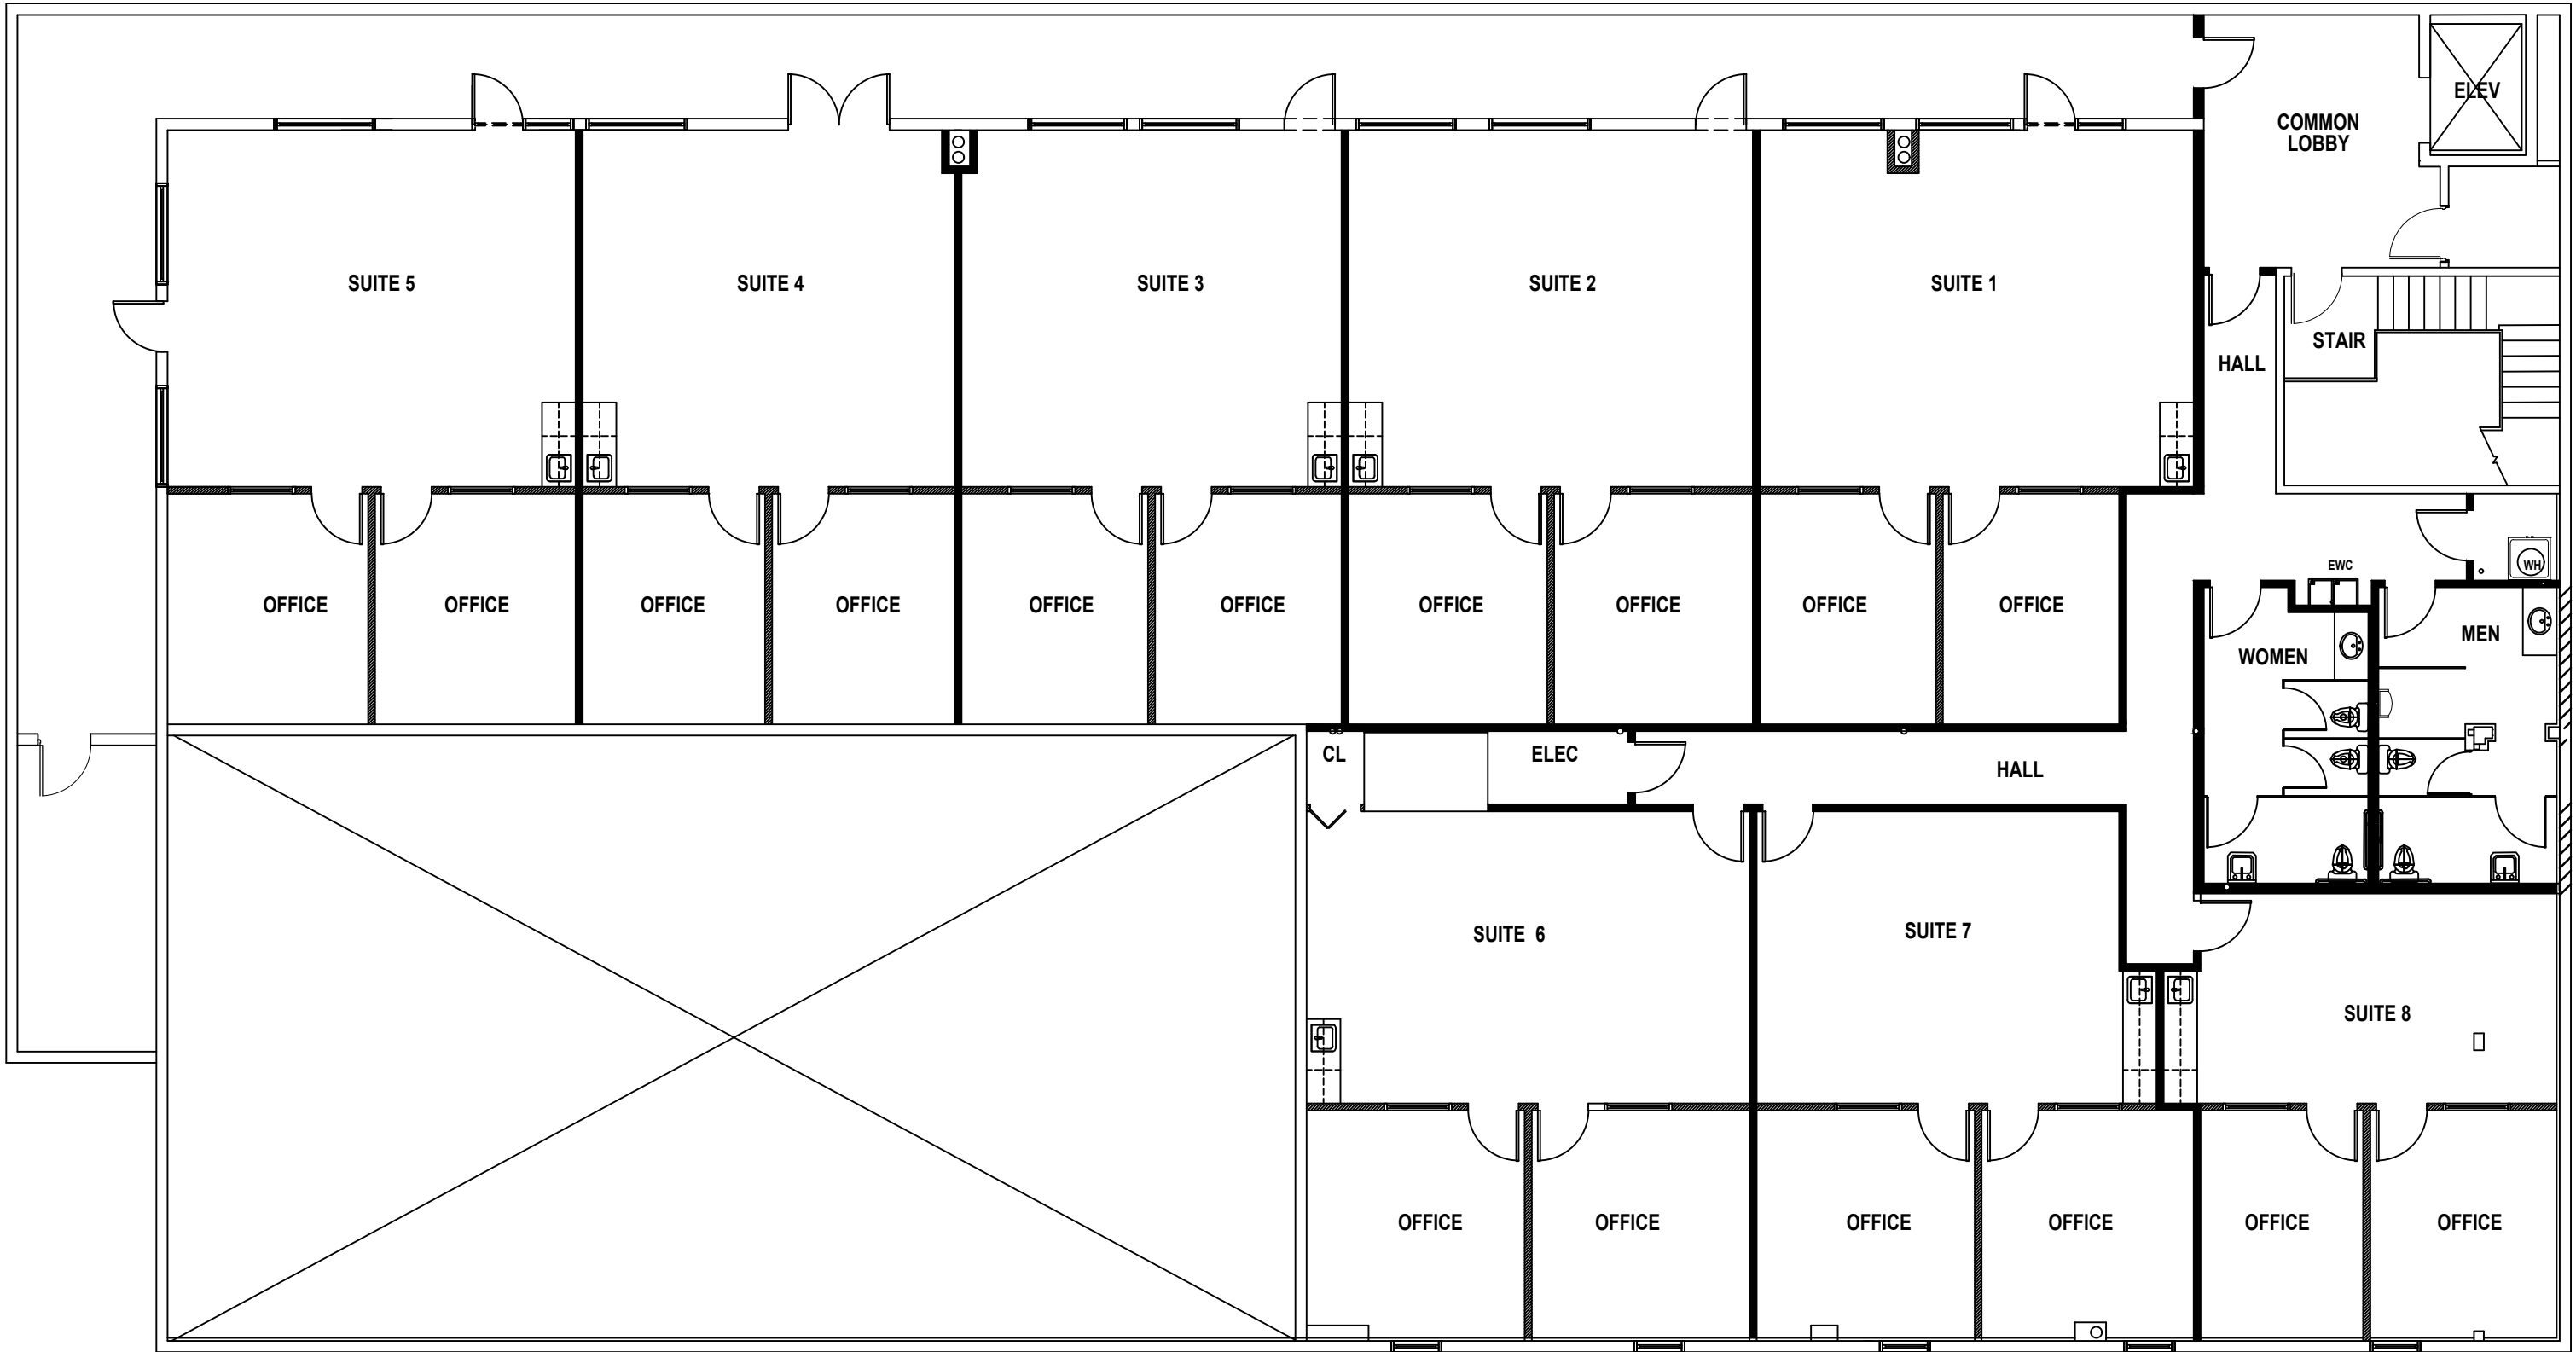 ELEV
COMMON
LOBBY
SUITE 5
SUITE 4
SUITE 3
SUITE 2
SUITE 1
STAIR
HALL
EWC
WH
OFFICE
OFFICE
OFFICE
OFFICE
OFFICE
OFFICE
OFFICE
OFFICE
OFFICE
OFFICE
MEN
WOMEN
CL
ELEC
HALL
SUITE 6
SUITE 7
SUITE 8
OFFICE
OFFICE
OFFICE
OFFICE
OFFICE
OFFICE